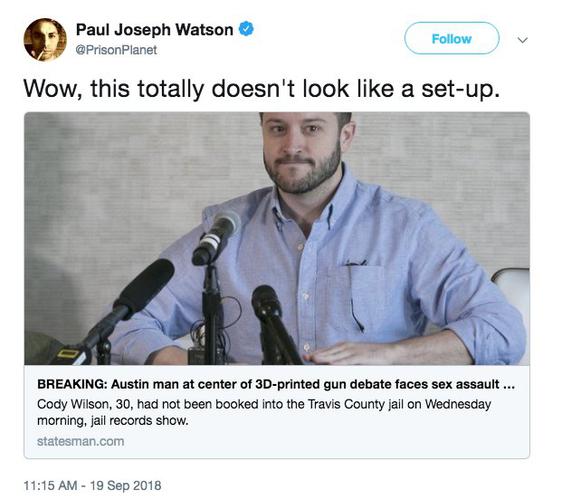 Paul Joseph Watson
@PrisonPlanet
Follow
Wow, this totally doesn't look like a set-up.
BREAKING: Austin man at center of 3D-printed gun debate faces sex assault ...
Cody Wilson, 30, had not been booked into the Travis County jail on Wednesday
morning, jail records show.
statesman.com
11:15 AM - 19 Sep 2018